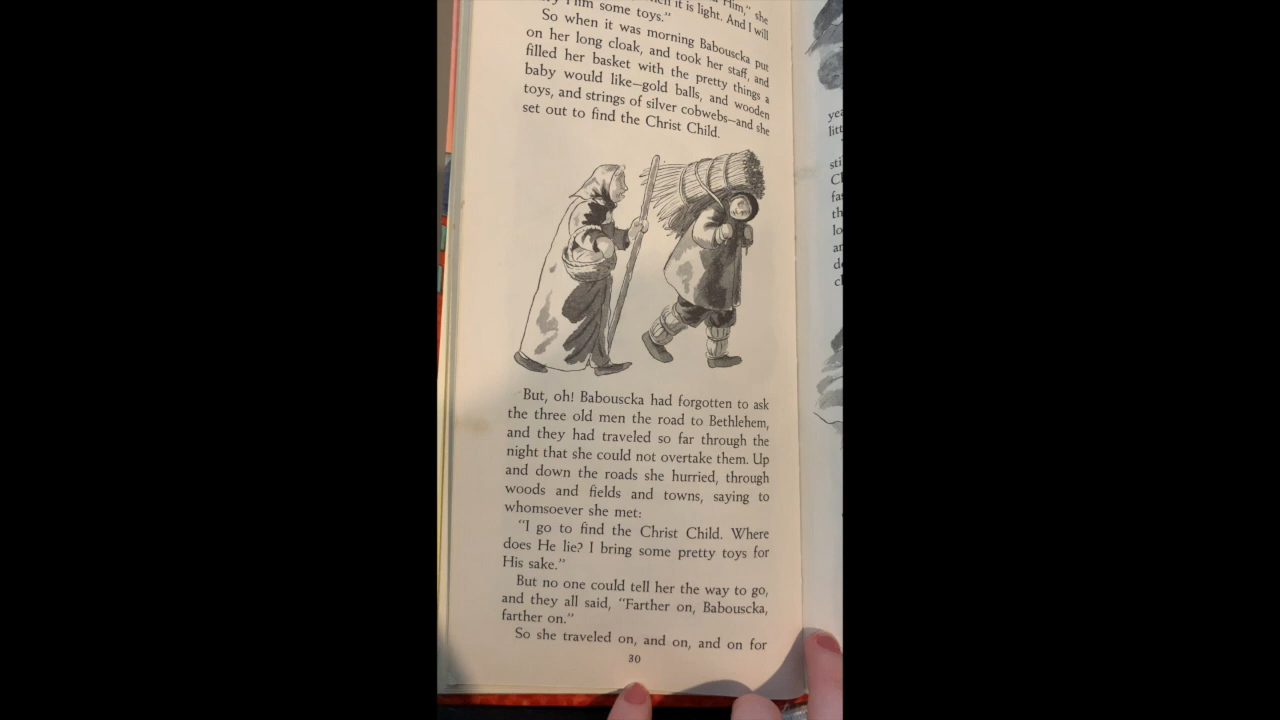 Him," she
it is light. And I will
Him some toys."
So when it was morning Babouscka put
on her long cloak, and took her staff, and
filled her basket with the pretty things a
baby would like—gold balls, and wooden
toys, and strings of silver cobwebs—and she
set out to find the Christ Child.
But, oh! Babouscka had forgotten to ask
the three old men the road to Bethlehem,
and they had traveled so far through the
night that she could not overtake them. Up
and down the roads she hurried, through
woods and fields and towns, saying to
whomsoever she met:
"I go to find the Christ Child. Where
does He lie? I bring some pretty toys for
His sake."
But no one could tell her the way to go,
and they all said, "Farther on, Babouscka,
farther on."
So she traveled on, and on, and on for
30